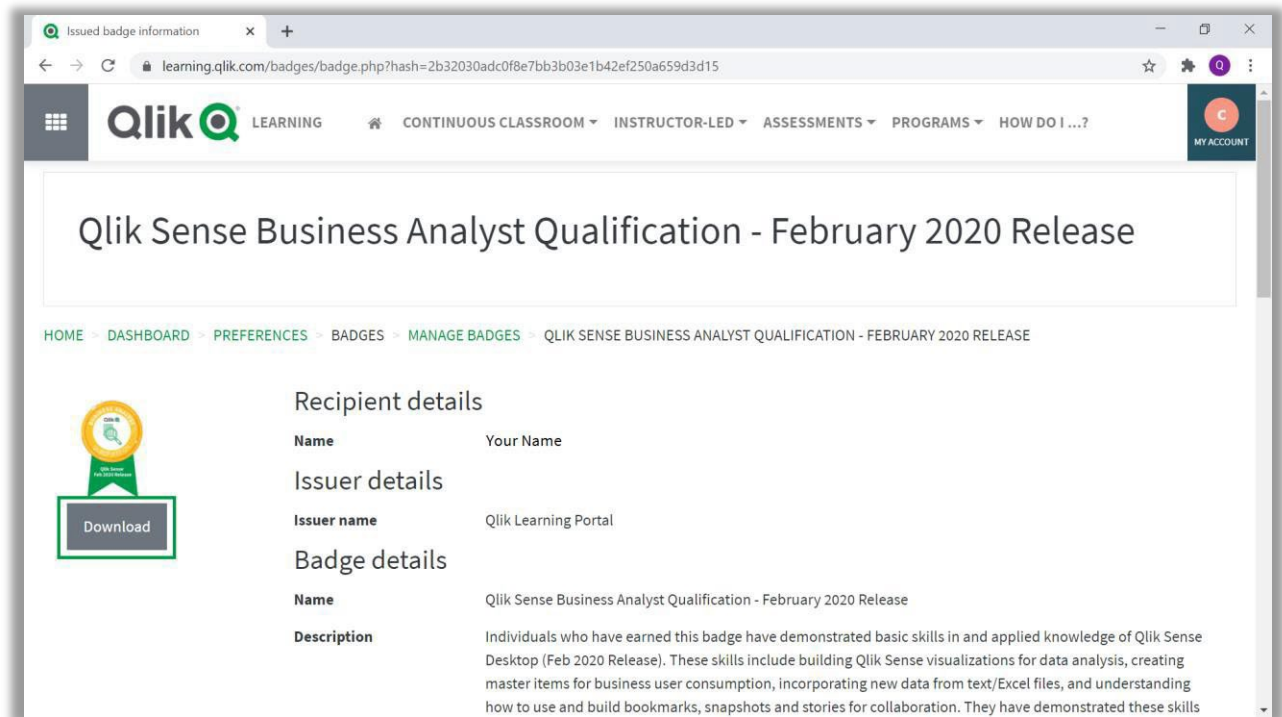 Issued badge information
learning.qlik.com/badges/badge.php?hash=2b32030adc0f8e7bb3b03e1b42ef250a659d3d15
Q
Qlik LEARNING CONTINUOUS CLASSROOM INSTRUCTOR-LED ASSESSMENTS PROGRAMS HOW DO I ...?
C
MY ACCOUNT
Qlik Sense Business Analyst Qualification - February 2020 Release
HOME > DASHBOARD > PREFERENCES > BADGES > MANAGE BADGES > QLIK SENSE BUSINESS ANALYST QUALIFICATION - FEBRUARY 2020 RELEASE
Qlik
Qlik Sense
Feb 2020 Release
Download
Recipient details
Name Your Name
Issuer details
Issuer name Qlik Learning Portal
Badge details
Name Qlik Sense Business Analyst Qualification - February 2020 Release
Description Individuals who have earned this badge have demonstrated basic skills in and applied knowledge of Qlik Sense
Desktop (Feb 2020 Release). These skills include building Qlik Sense visualizations for data analysis, creating
master items for business user consumption, incorporating new data from text/Excel files, and understanding
how to use and build bookmarks, snapshots and stories for collaboration. They have demonstrated these skills